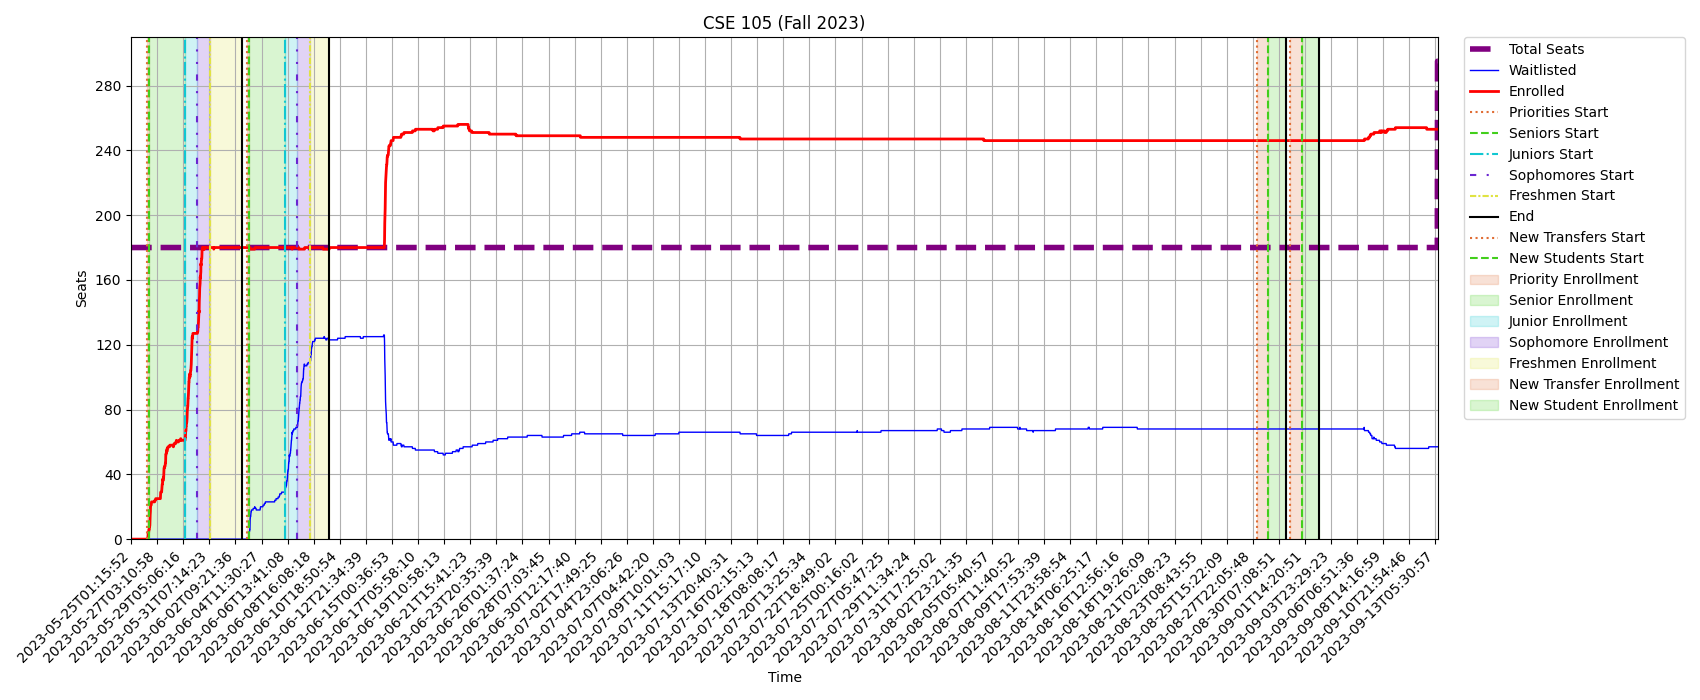 CSE 105 (Fall 2023)
Seats
280
240
200
160
120
80
40
0
2023-05-25T01:15:52
2023-05-27T03:10:58
2023-05-29T05:06:16
2023-05-31T07:14:23
2023-06-02T09:21:36
2023-06-04T11:30:27
2023-06-06T13:41:08
2023-06-08T16:08:18
2023-06-10T18:50:54
2023-06-12T21:34:39
2023-06-15T00:36:53
2023-06-17T05:58:10
2023-06-19T10:58:13
2023-06-21T15:41:23
2023-06-23T20:35:39
2023-06-26T01:37:24
2023-06-28T07:03:45
2023-06-30T12:17:40
2023-07-02T17:49:25
2023-07-04T23:06:26
2023-07-07T04:42:20
2023-07-09T10:01:03
2023-07-11T15:17:10
2023-07-13T20:40:31
2023-07-16T02:15:13
2023-07-18T08:08:17
2023-07-20T13:25:34
2023-07-22T18:49:02
2023-07-25T00:16:02
2023-07-27T05:47:25
2023-07-29T11:34:24
2023-07-31T17:25:02
2023-08-02T23:21:35
2023-08-05T05:40:57
2023-08-07T11:40:52
2023-08-09T17:53:39
2023-08-11T23:58:54
2023-08-14T06:25:17
2023-08-16T12:56:16
2023-08-18T19:26:09
2023-08-21T02:08:23
2023-08-23T08:43:55
2023-08-25T15:22:09
2023-08-27T22:05:48
2023-08-30T07:08:51
2023-09-01T14:20:51
2023-09-03T23:29:23
2023-09-06T06:51:36
2023-09-08T14:16:59
2023-09-10T21:54:46
2023-09-13T05:30:57
Time
Total Seats
Waitlisted
Enrolled
Priorities Start
Seniors Start
Juniors Start
Sophomores Start
Freshmen Start
End
New Transfers Start
New Students Start
Priority Enrollment
Senior Enrollment
Junior Enrollment
Sophomore Enrollment
Freshmen Enrollment
New Transfer Enrollment
New Student Enrollment